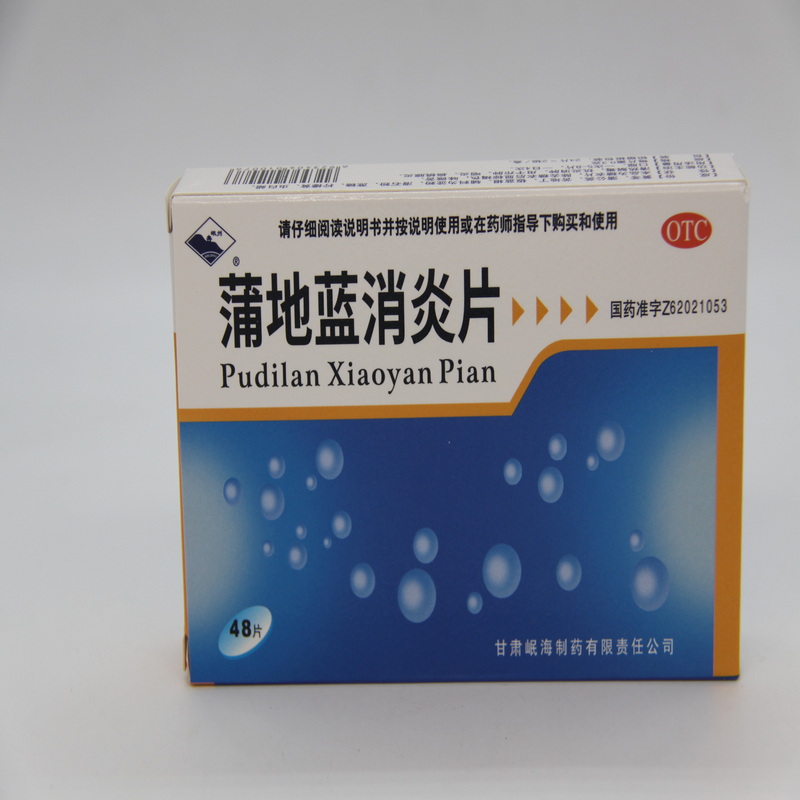 请仔细阅读说明书并按说明使用或在药师指导下购买和使用
OTC
岷州
®
蒲地蓝消炎片
国药准字Z62021053
Pudilan Xiaoyan Pian
48片
甘肃岷海制药有限责任公司